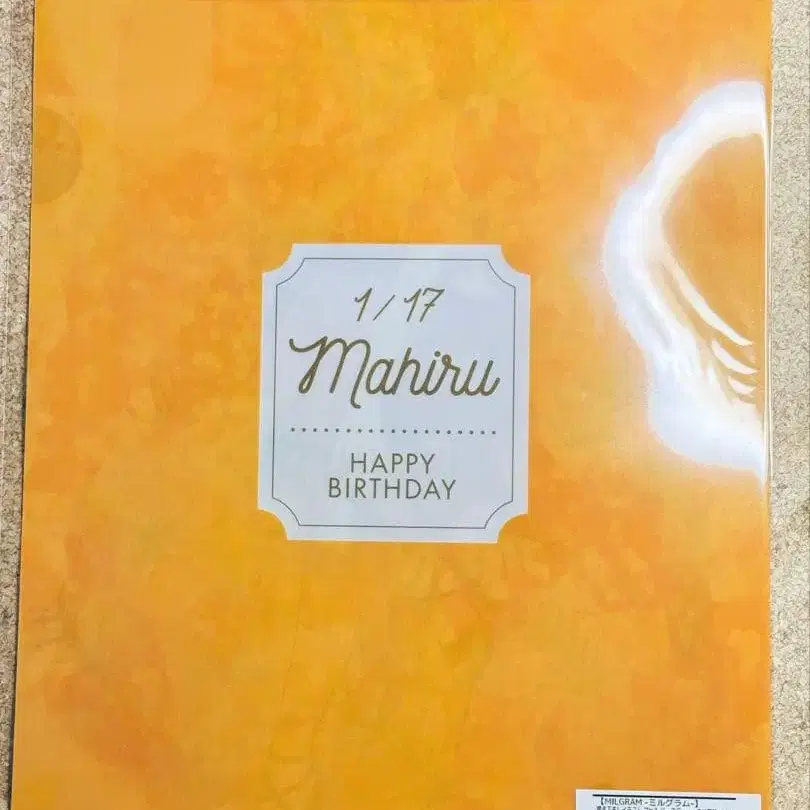 1/17
Mahiru
HAPPY
BIRTHDAY
【MILGRAM -ミルグラム-】